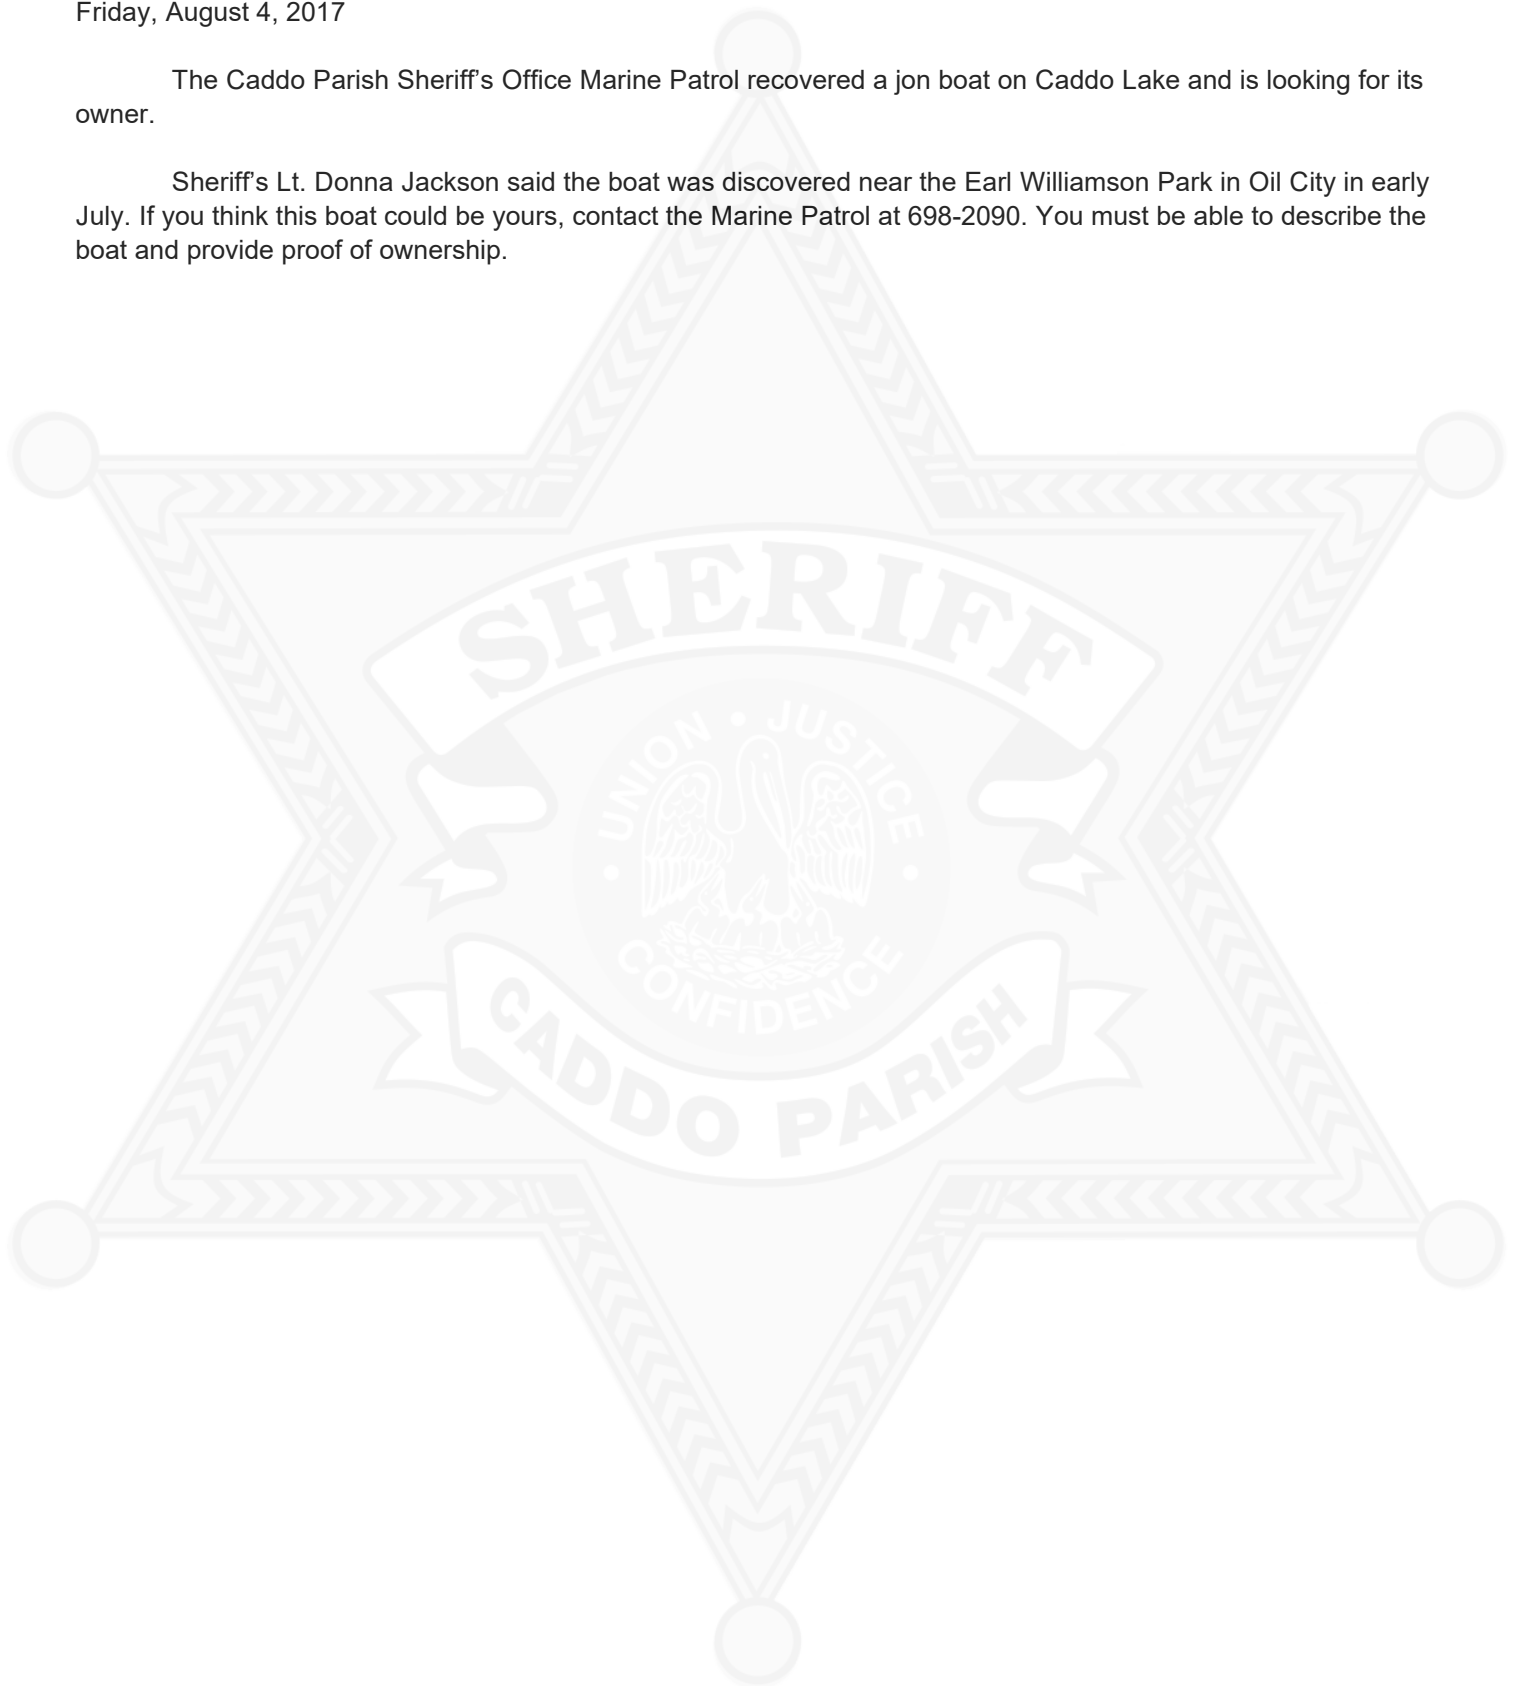 Friday, August 4, 2017
The Caddo Parish Sheriff’s Office Marine Patrol recovered a jon boat on Caddo Lake and is looking for its
owner.
Sheriff’s Lt. Donna Jackson said the boat was discovered near the Earl Williamson Park in Oil City in early
July. If you think this boat could be yours, contact the Marine Patrol at 698-2090. You must be able to describe the
boat and provide proof of ownership.
SHERIFF
UNION • JUSTICE
• CONFIDENCE •
CADDO PARISH